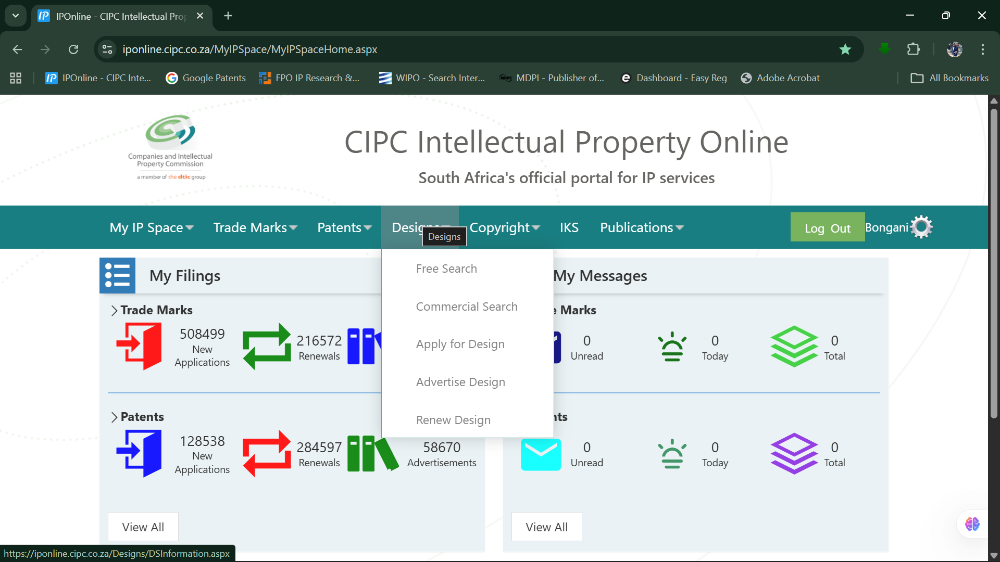 IPOnline - CIPC Intellectual Prop
iponline.cipc.co.za/MyIPSpace/MyIPSpaceHome.aspx
IPOnline - CIPC Inte...
Google Patents
FPO IP Research &...
WIPO - Search Inter...
MDPI - Publisher of...
Dashboard - Easy Reg
Adobe Acrobat
All Bookmarks
Companies and Intellectual
Property Commission
a member of the dtic group
CIPC Intellectual Property Online
South Africa's official portal for IP services
My IP Space
Trade Marks
Patents
Designs
Copyright
IKS
Publications
Log Out
Bongani
Designs
Free Search
Commercial Search
Apply for Design
Advertise Design
Renew Design
My Filings
Trade Marks
508499
New
Applications
216572
Renewals
Patents
128538
New
Applications
284597
Renewals
58670
Advertisements
View All
My Messages
Marks
0
Unread
0
Today
0
Total
0
Unread
0
Today
0
Total
View All
https://iponline.cipc.co.za/Designs/DSInformation.aspx